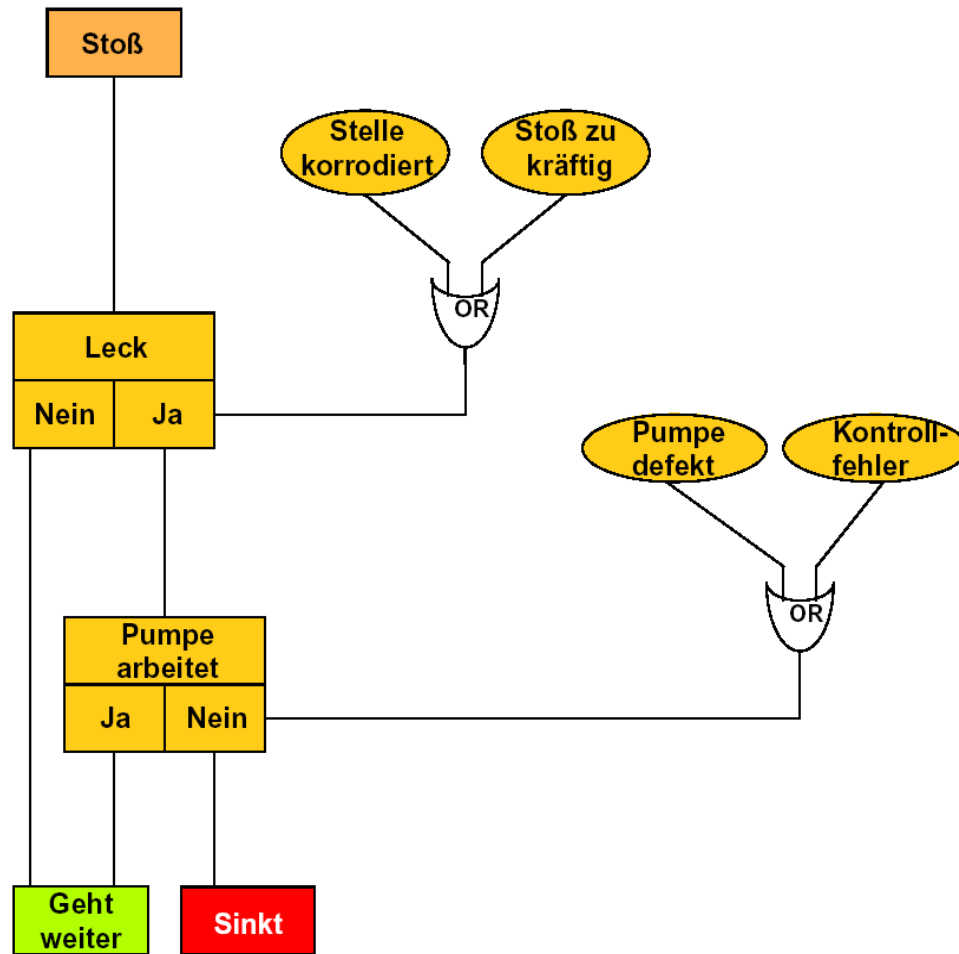 Stoß
Stelle
korrodiert
Stoß zu
kräftig
OR
Leck
Nein
Ja
Pumpe
defekt
Kontroll-
fehler
OR
Pumpe
arbeitet
Ja
Nein
Geht
weiter
Sinkt